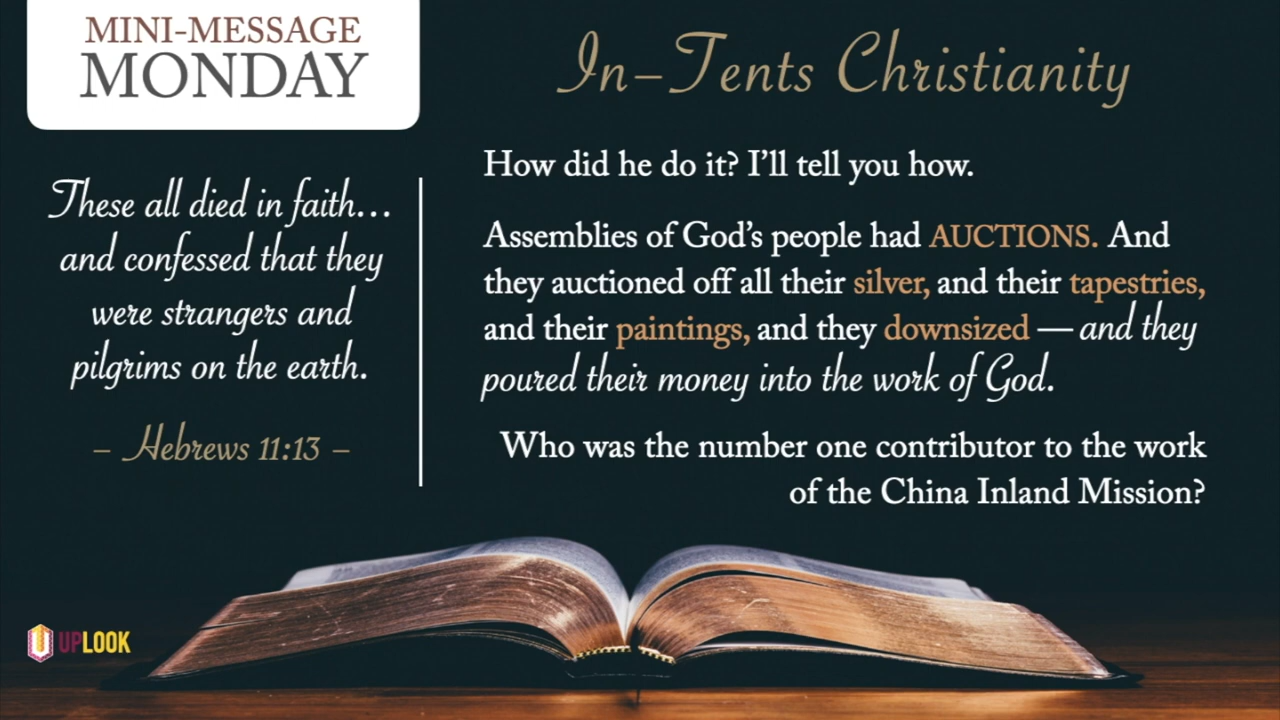 MINI-MESSAGE
MONDAY
These all died in faith...
and confessed that they
were strangers and
pilgrims on the earth.
– Hebrews 11:13 –
In–Tents Christianity
How did he do it? I'll tell you how.
Assemblies of God's people had AUCTIONS. And
they auctioned off all their silver, and their tapestries,
and their paintings, and they downsized — and they
poured their money into the work of God.
Who was the number one contributor to the work
of the China Inland Mission?
UPLOOK